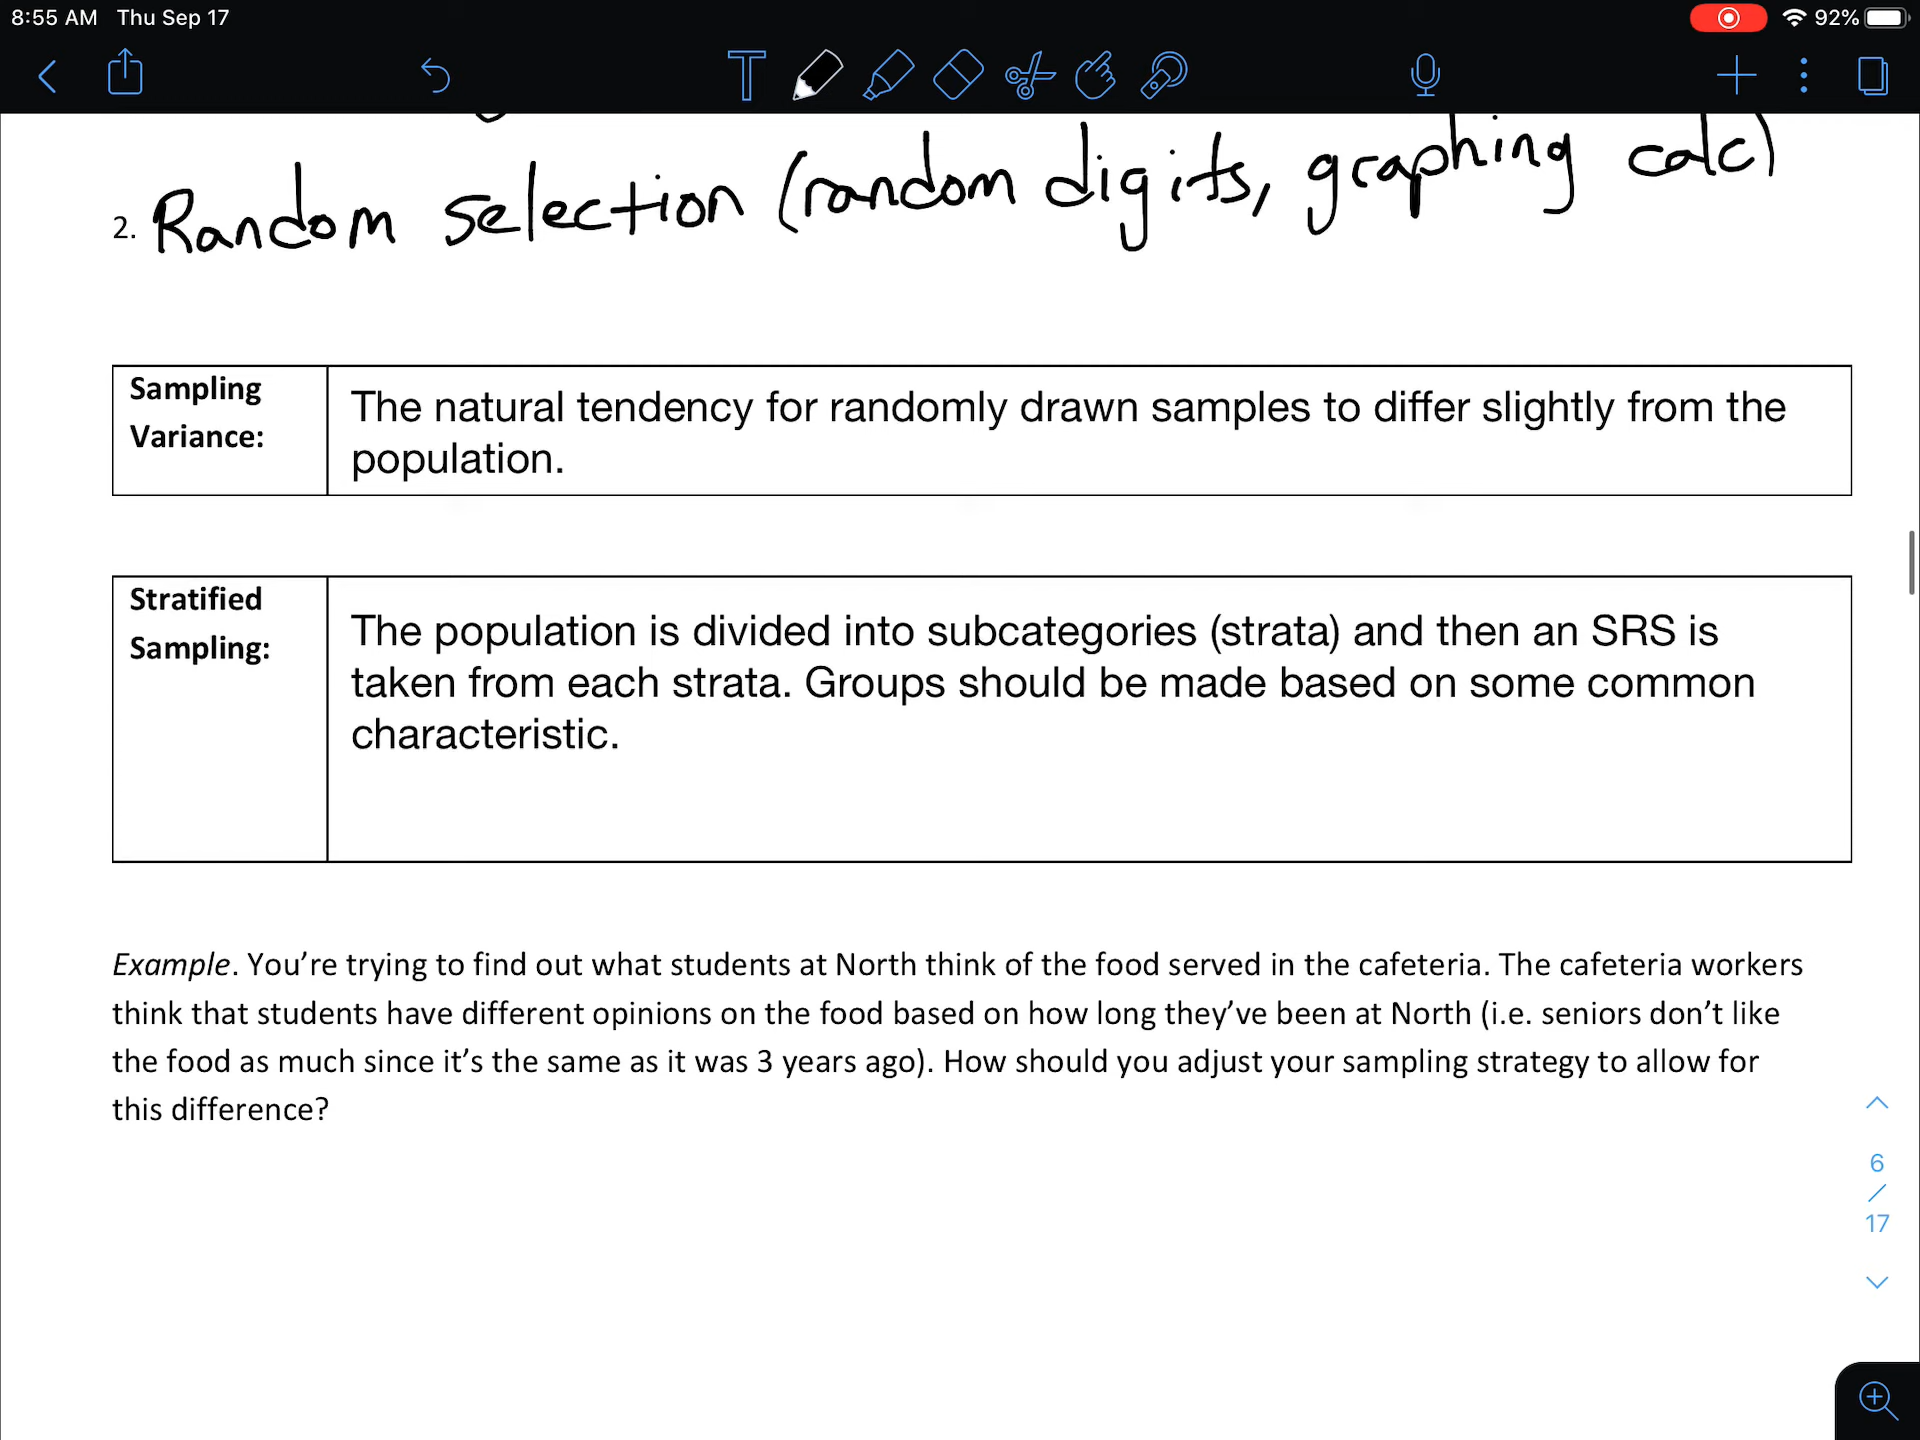 8:55 AM Thu Sep 17
92%
T
2. Random selection (random digits, graphing calc)
Sampling Variance:
The natural tendency for randomly drawn samples to differ slightly from the
population.
Stratified Sampling:
The population is divided into subcategories (strata) and then an SRS is
taken from each strata. Groups should be made based on some common
characteristic.
Example. You’re trying to find out what students at North think of the food served in the cafeteria. The cafeteria workers
think that students have different opinions on the food based on how long they’ve been at North (i.e. seniors don’t like
the food as much since it’s the same as it was 3 years ago). How should you adjust your sampling strategy to allow for
this difference?
6
/
17